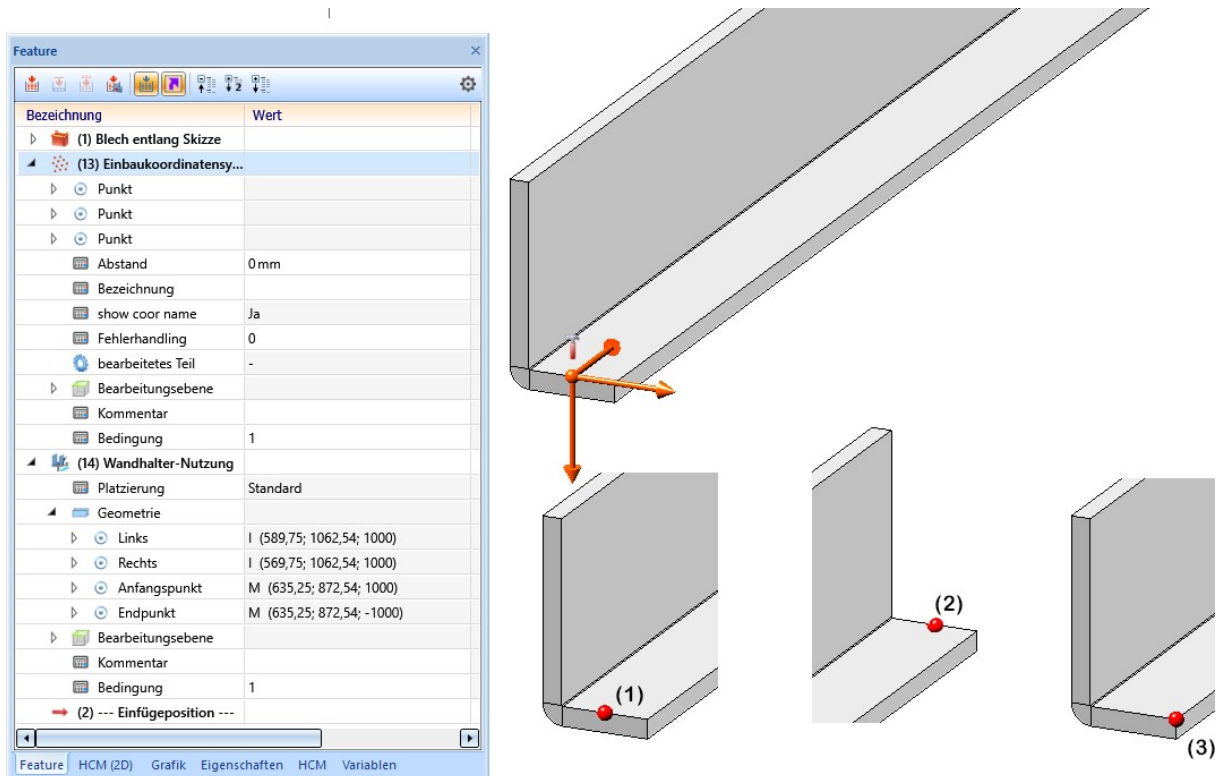 Feature
Bezeichnung Wert
(1) Blech entlang Skizze
(13) Einbaukoordinatensy...
Punkt
Punkt
Punkt
Abstand 0 mm
Bezeichnung
show coor name Ja
Fehlerhandling 0
bearbeitetes Teil -
Bearbeitungsebene
Kommentar
Bedingung 1
(14) Wandhalter-Nutzung
Platzierung Standard
Geometrie
Links I (589,75; 1062,54; 1000)
Rechts I (569,75; 1062,54; 1000)
Anfangspunkt M (635,25; 872,54; 1000)
Endpunkt M (635,25; 872,54; -1000)
Bearbeitungsebene
Kommentar
Bedingung 1
(2) --- Einfügeposition ---
Feature HCM (2D) Grafik Eigenschaften HCM Variablen
(1)
(2)
(3)